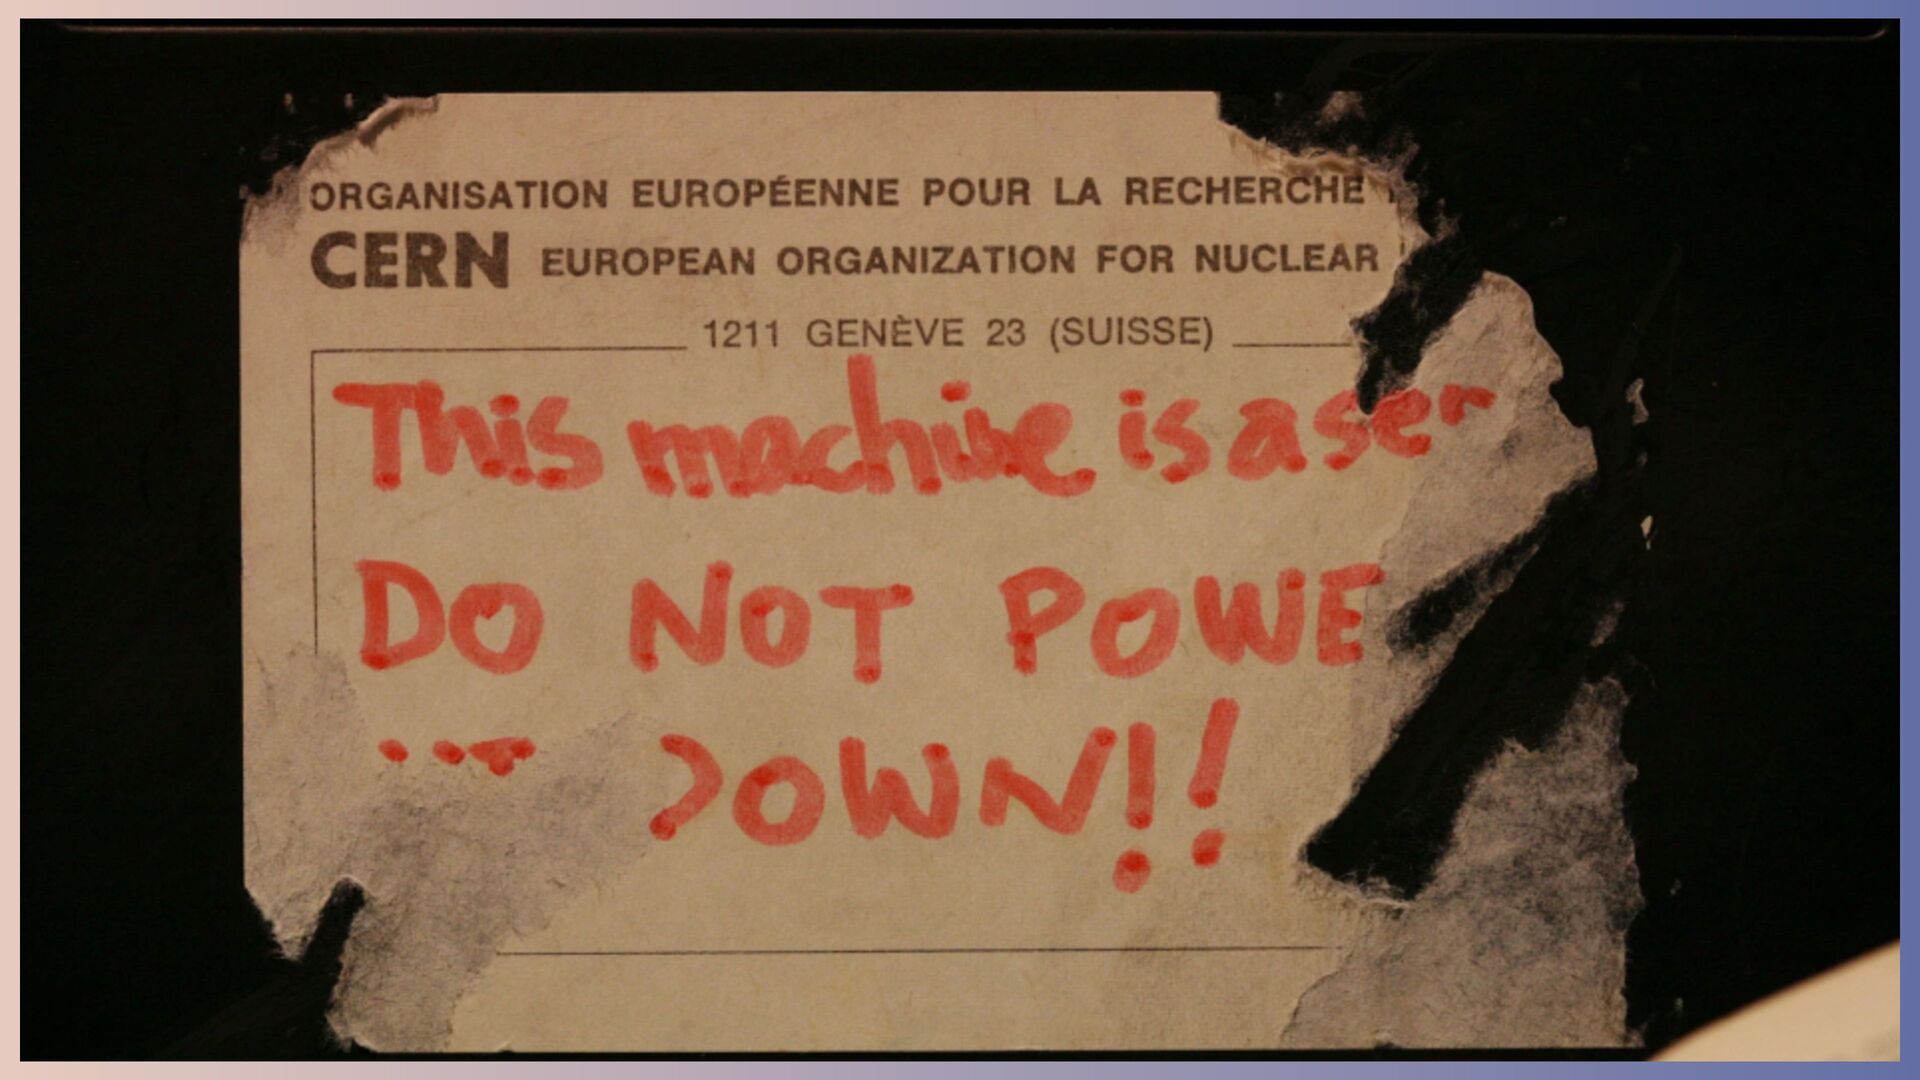 ORGANISATION EUROPÉENNE POUR LA RECHERCHE
CERN EUROPEAN ORGANIZATION FOR NUCLEAR
1211 GENÈVE 23 (SUISSE)
This machine is a ser
DO NOT POWE
DOWN!!